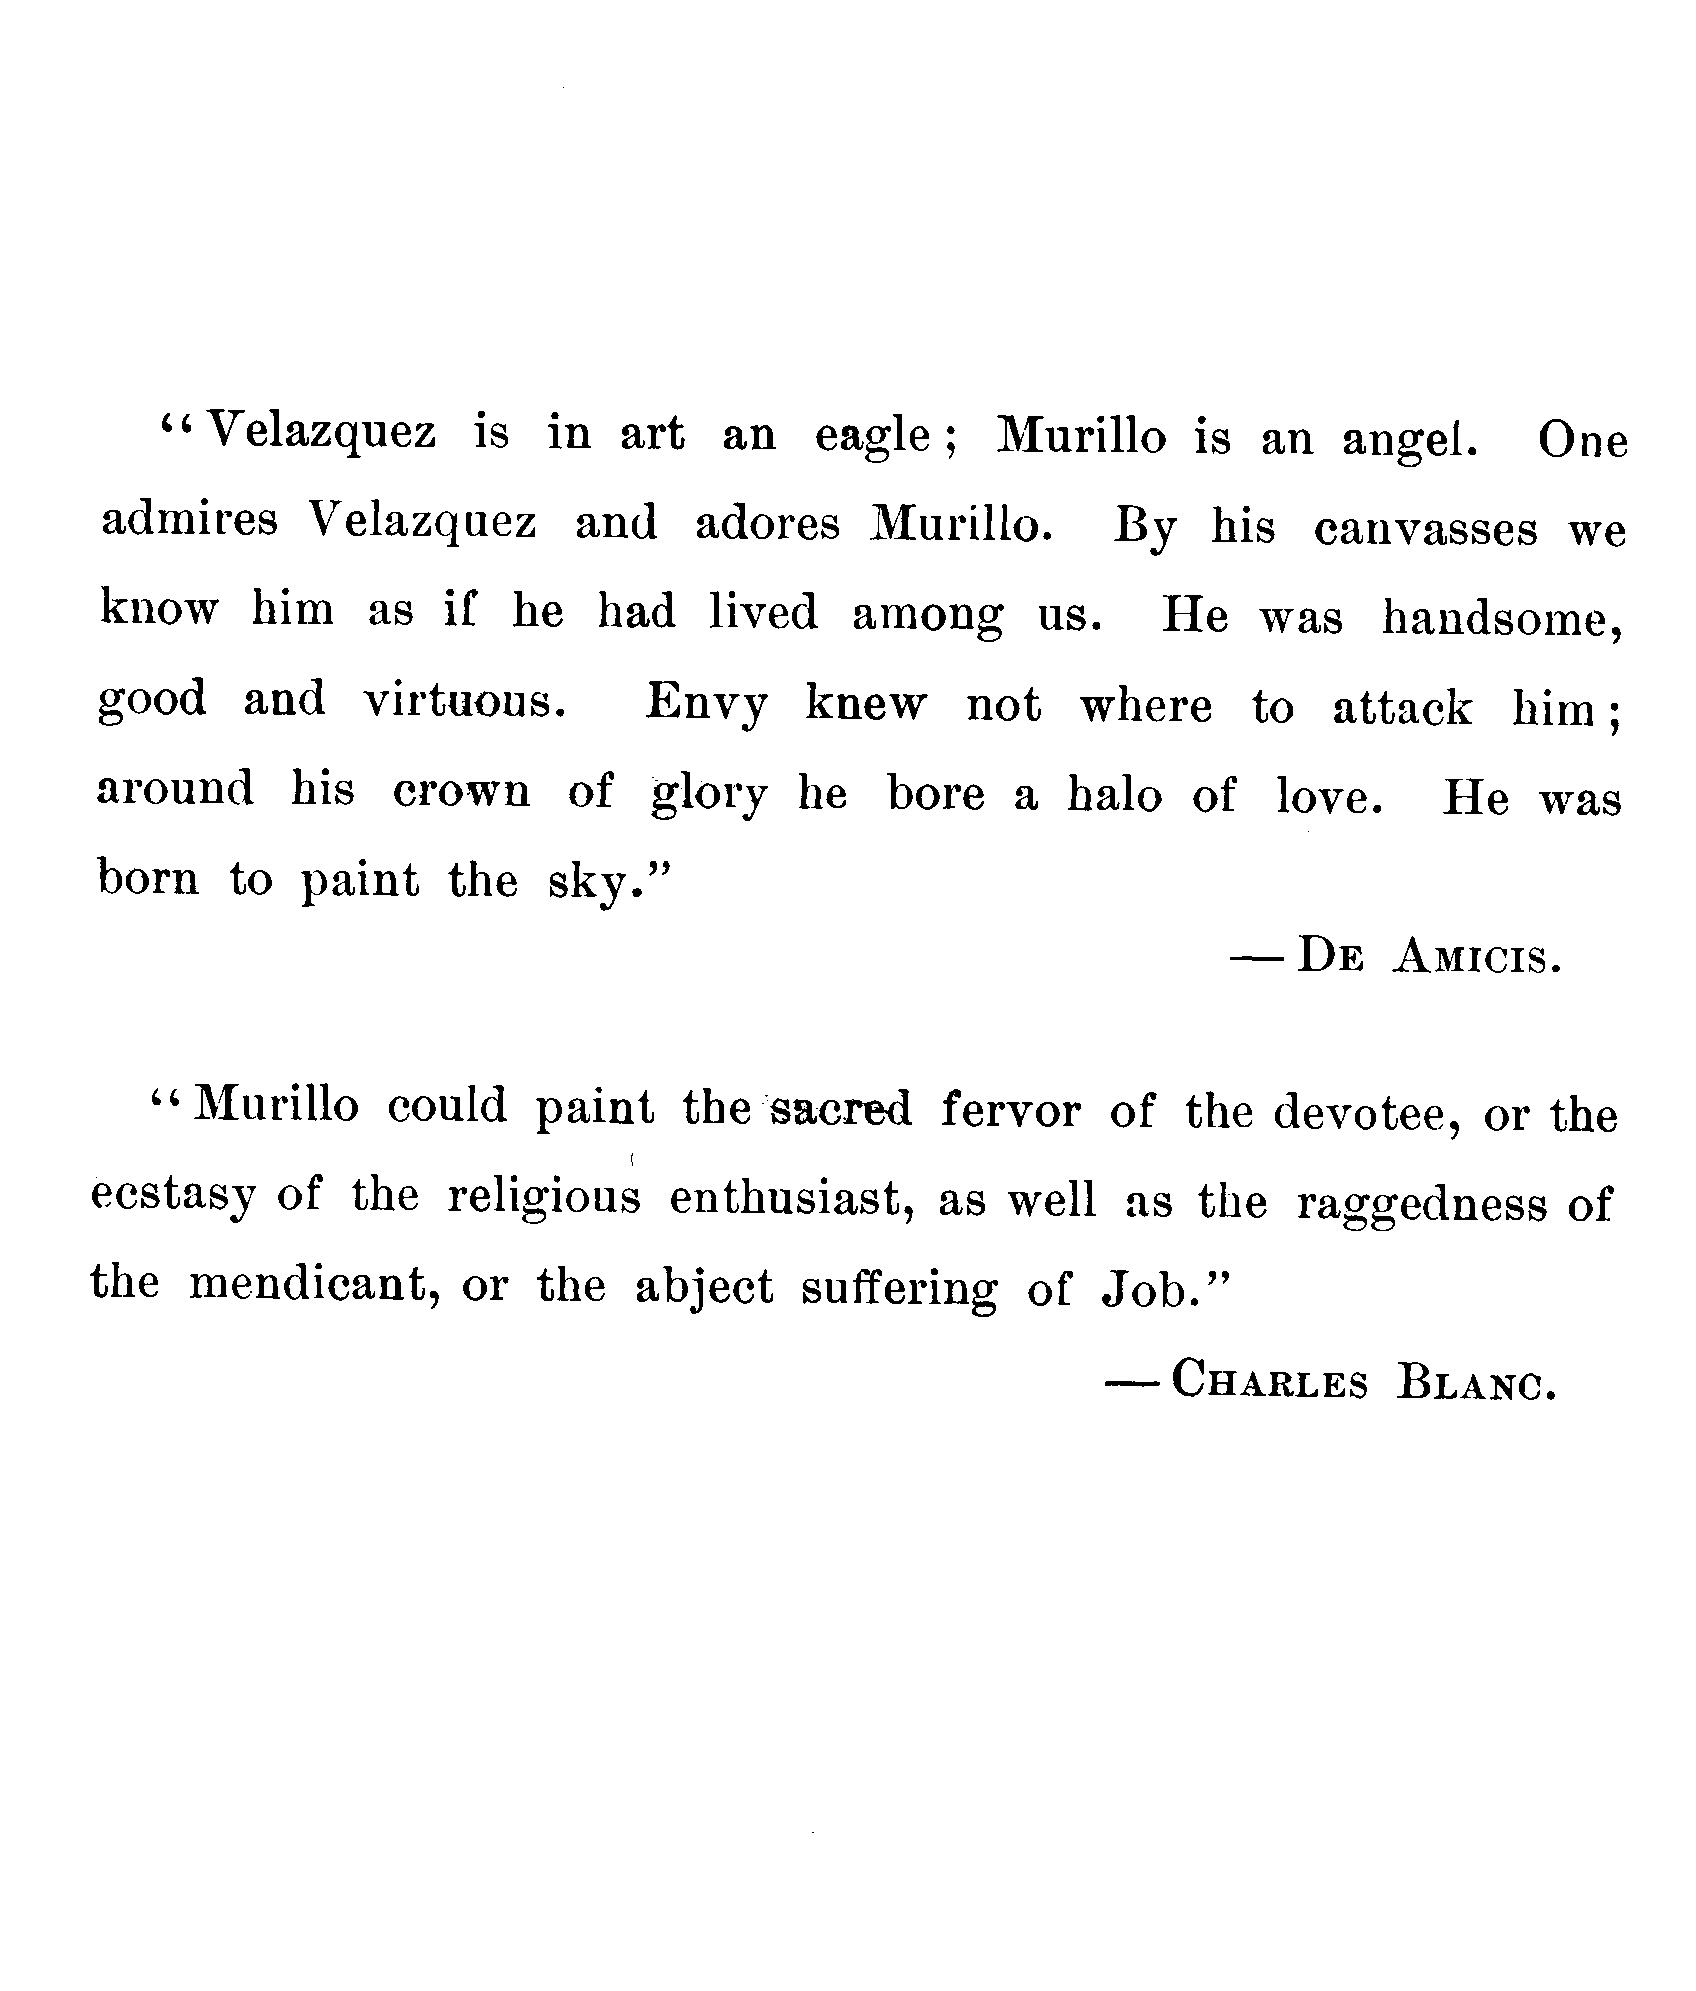 “Velazquez is in art an eagle; Murillo is an angel. One
admires Velazquez and adores Murillo. By his canvasses we
know him as if he had lived among us. He was handsome,
good and virtuous. Envy knew not where to attack him;
around his crown of glory he bore a halo of love. He was
born to paint the sky.”
— DE AMICIS.
“Murillo could paint the sacred fervor of the devotee, or the
ecstasy of the religious enthusiast, as well as the raggedness of
the mendicant, or the abject suffering of Job.”
— CHARLES BLANC.